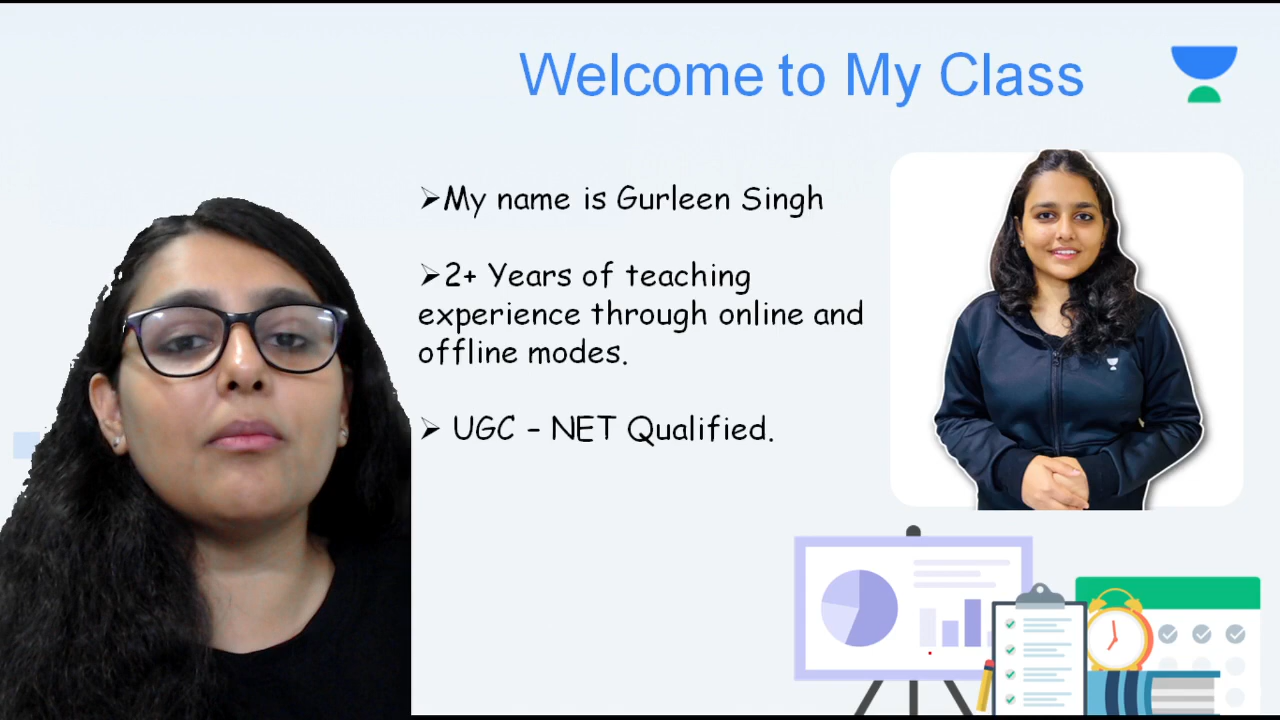 Welcome to My Class
➢My name is Gurleen Singh
➢2+ Years of teaching
experience through online and
offline modes.
➢ UGC – NET Qualified.